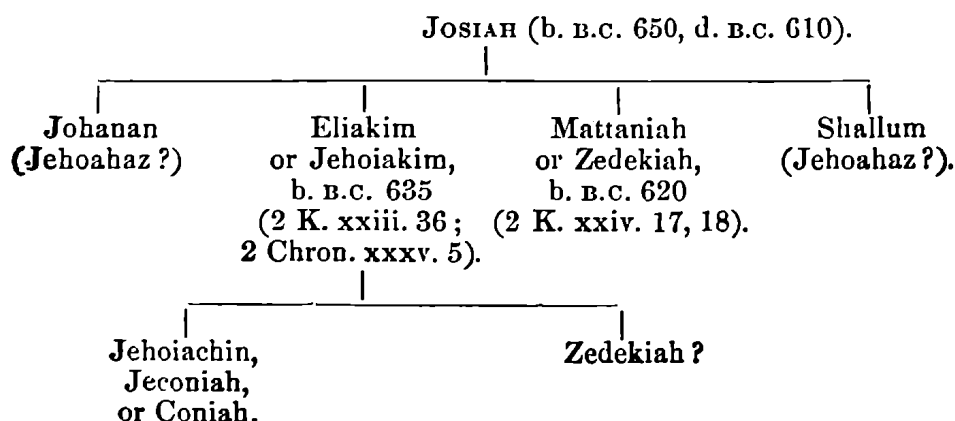 JOSIAH (b. B.C. 650, d. B.C. 610).
Johanan
(Jehoahaz ?)
Eliakim
or Jehoiakim,
b. B.C. 635
(2 K. xxiii. 36 ;
2 Chron. xxxv. 5).
Mattaniah
or Zedekiah,
b. B.C. 620
(2 K. xxiv. 17, 18).
Shallum
(Jehoahaz ?).
Jehoiachin,
Jeconiah,
or Coniah.
Zedekiah ?